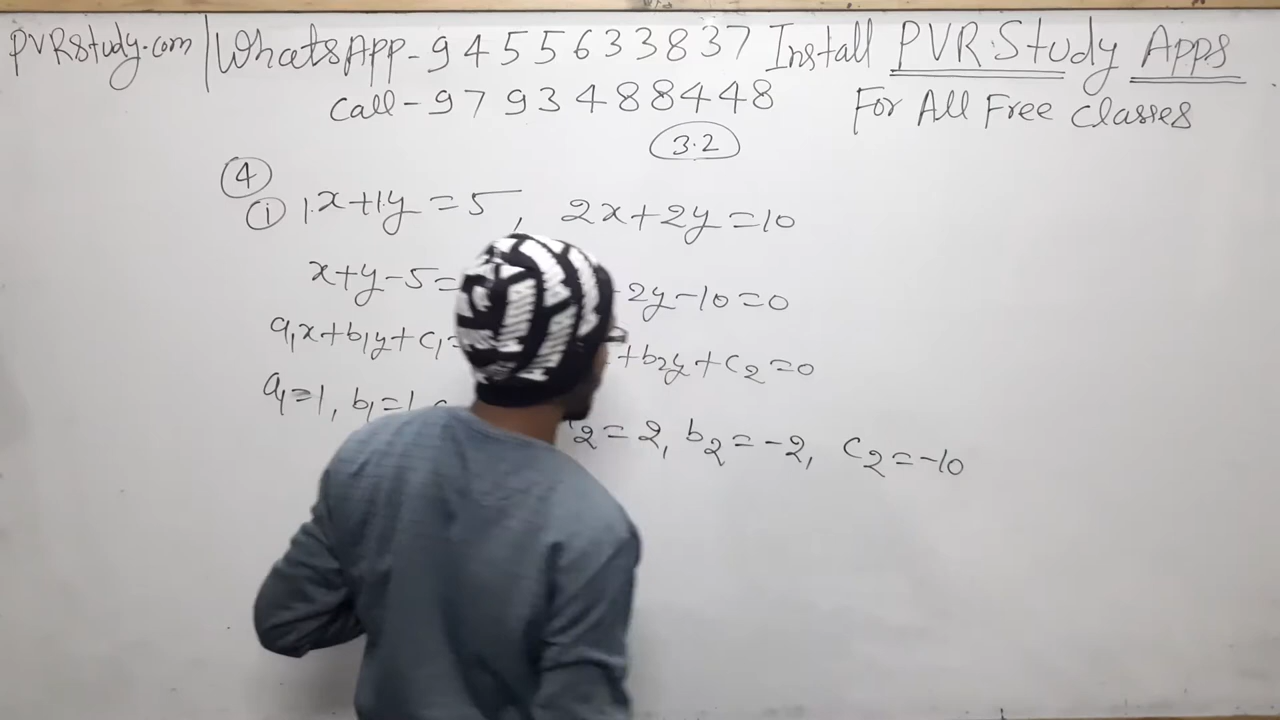 PVRStudy.com | WhatsApp-9455633837 Install PVR Study Apps
Call-9793488448 For All Free Classes
3.2
4
i 1.x+1.y=5, 2x+2y=10
x+y-5= 2y-10=0
a₁x+b₁y+c₁= +b₂y+c₂=0
a₁=1, b₁=1, ₂=2, b₂=-2, c₂=-10